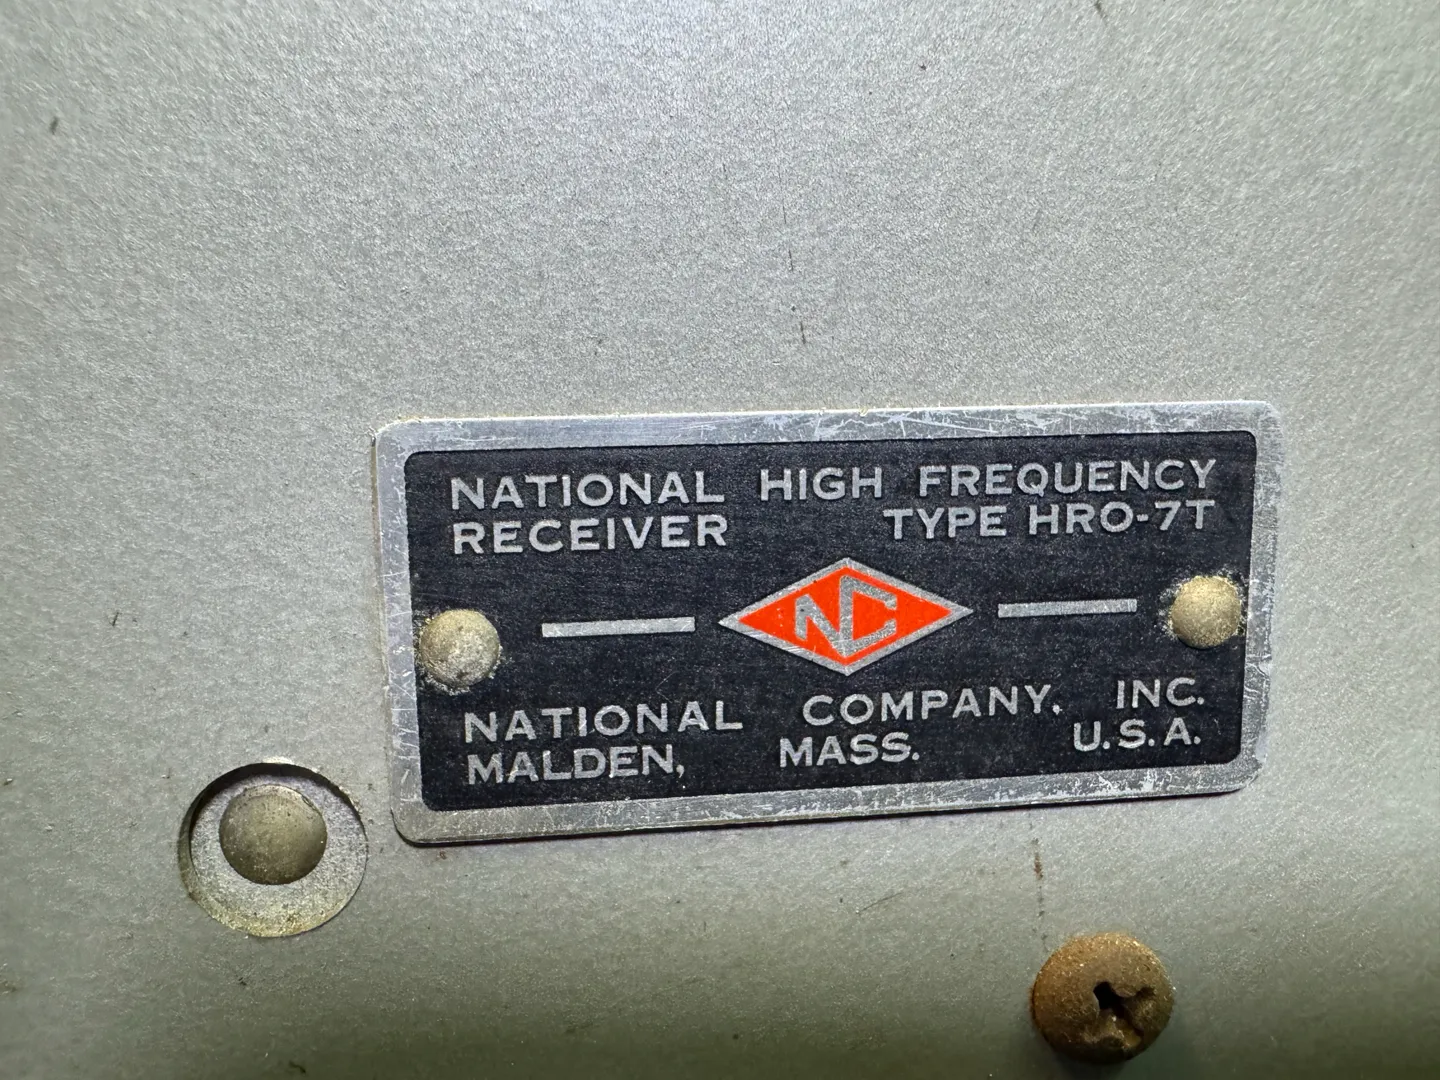 NATIONAL HIGH FREQUENCY
RECEIVER TYPE HRO-7T
NC
NATIONAL COMPANY, INC.
MALDEN, MASS. U.S.A.